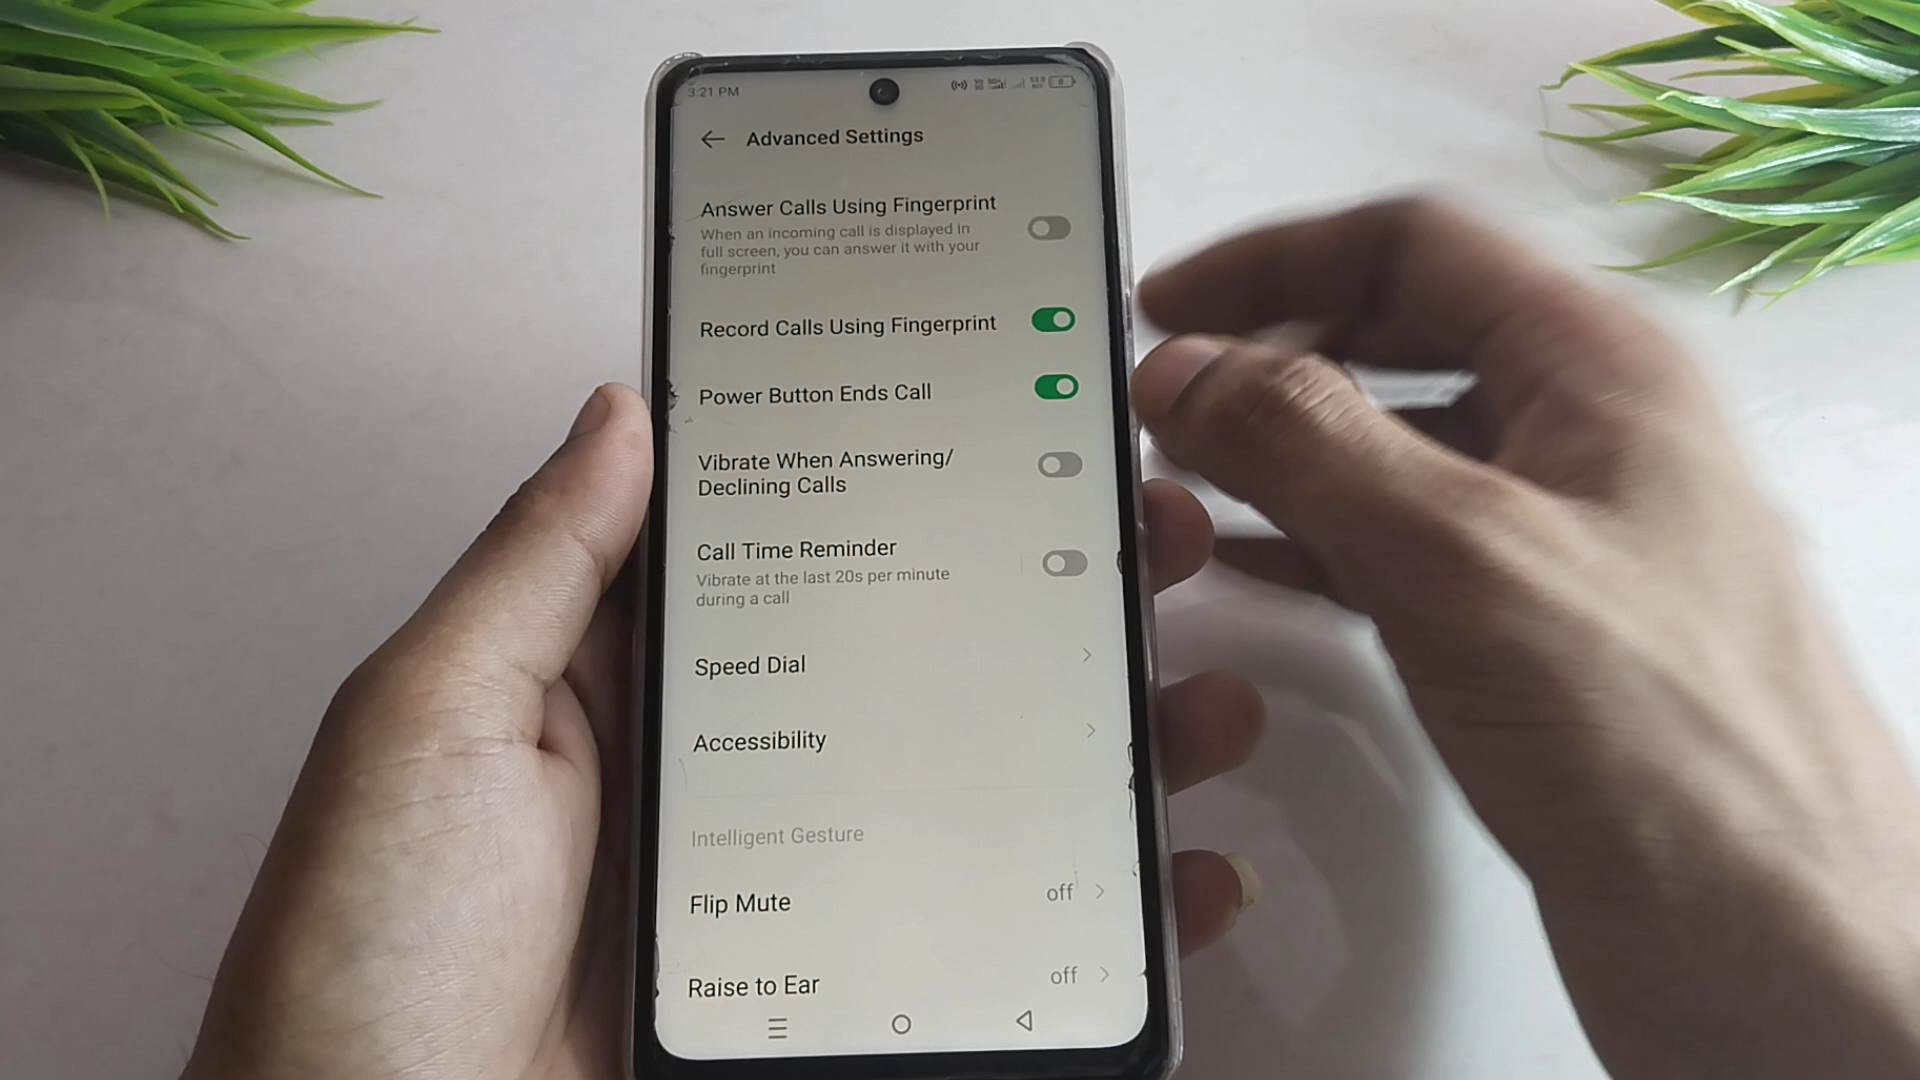 3:21 PM
Advanced Settings
Answer Calls Using Fingerprint
When an incoming call is displayed in
full screen, you can answer it with your
fingerprint
Record Calls Using Fingerprint
Power Button Ends Call
Vibrate When Answering/
Declining Calls
Call Time Reminder
Vibrate at the last 20s per minute
during a call
Speed Dial
Accessibility
Intelligent Gesture
Flip Mute
off
Raise to Ear
off